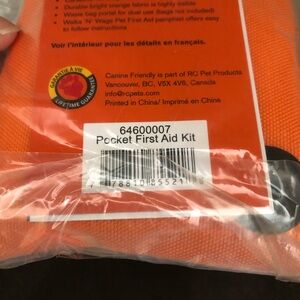 Durable bright orange fabric is highly visible
Waste bag portal for dual use (bags not included)
Walks 'N' Wags Pet First Aid pamphlet offers easy
to follow instructions
Voir l'intérieur pour les détails en français.
GARANTIE À VIE
LIFETIME GUARANTEE
Canine Friendly is part of RC Pet Products
Vancouver, BC, V5X 4V6, Canada
info@rcpets.com
Printed in China/ Imprimé en Chine
64600007
Pocket First Aid Kit